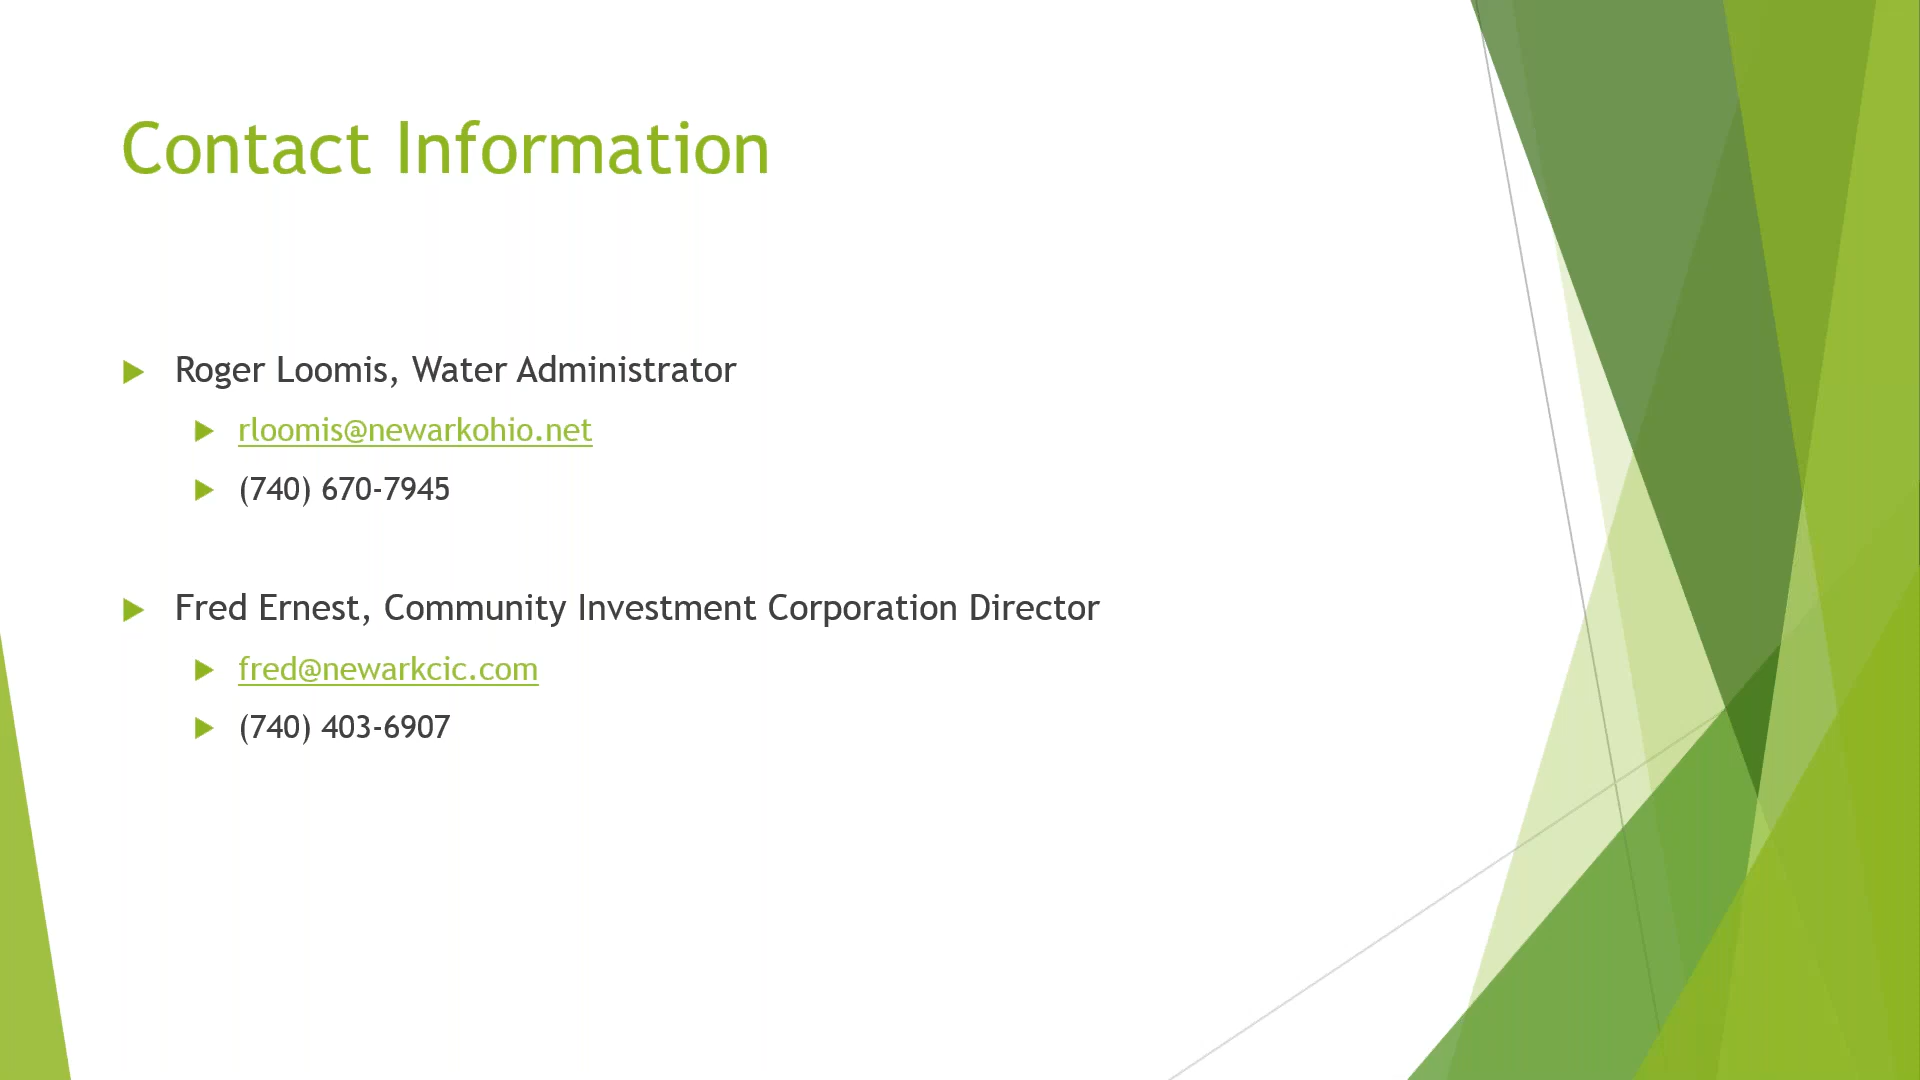 Contact Information
Roger Loomis, Water Administrator
rloomis@newarkohio.net
(740) 670-7945
Fred Ernest, Community Investment Corporation Director
fred@newarkcic.com
(740) 403-6907